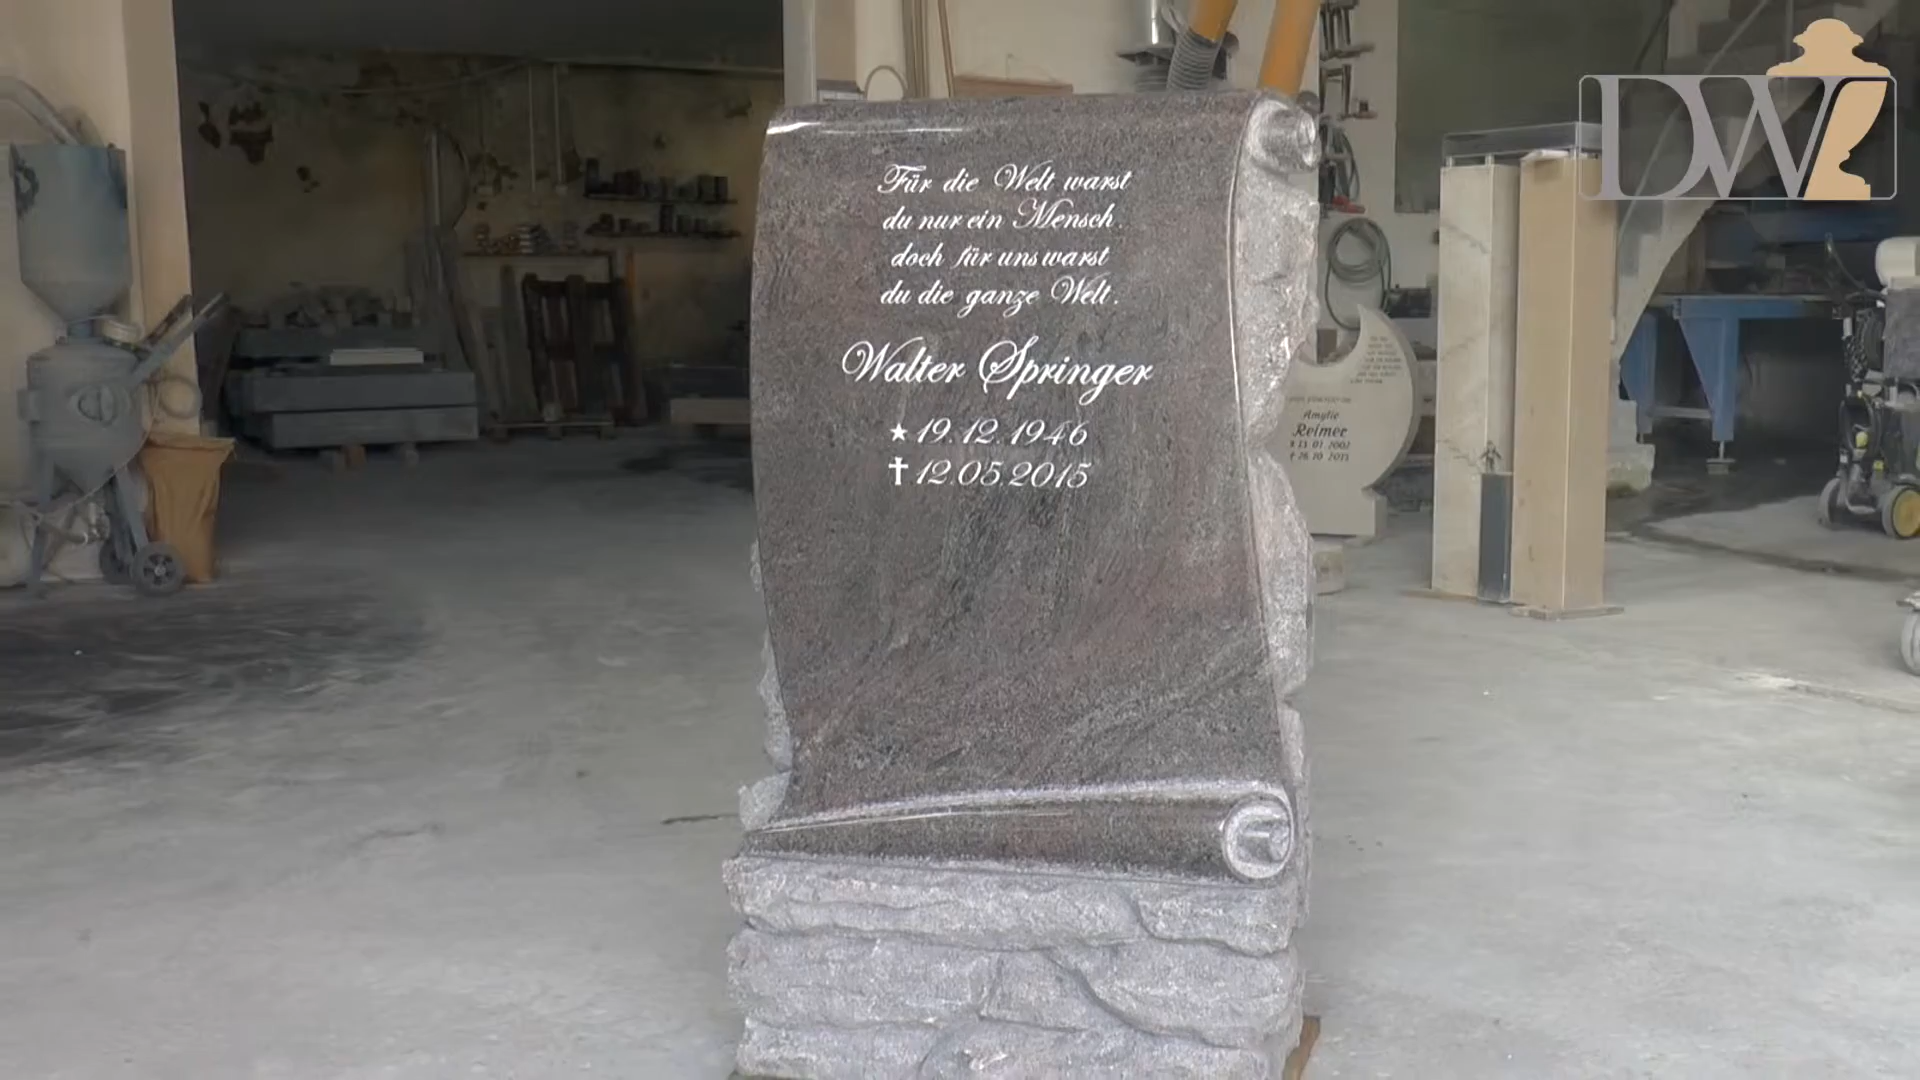 Für die Welt warst
du nur ein Mensch.
doch für uns warst
du die ganze Welt.
Walter Springer
★ 19.12.1946
✝ 12.05.2015
Amylie
Reimer
DW